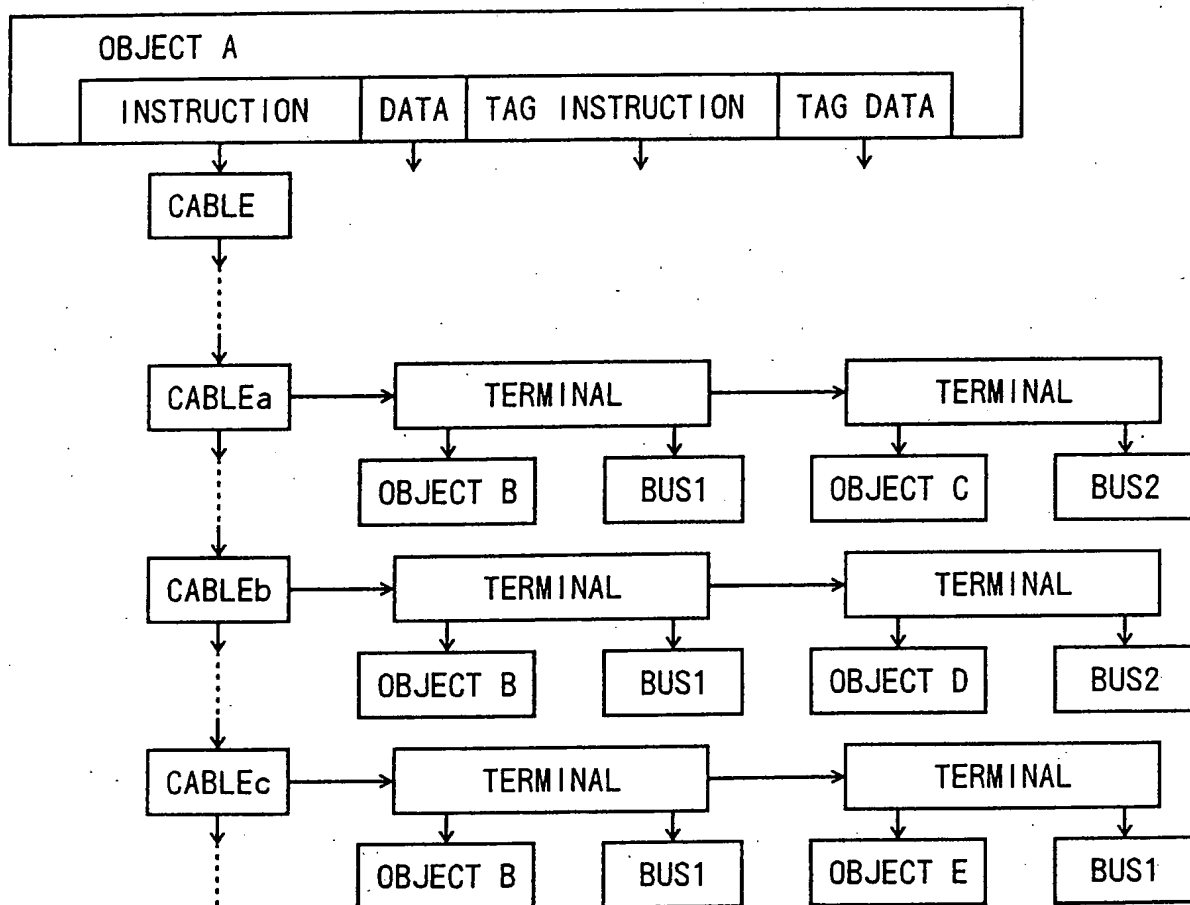 OBJECT A
INSTRUCTION DATA TAG INSTRUCTION TAG DATA
CABLE
CABLEa TERMINAL TERMINAL
OBJECT B BUS1 OBJECT C BUS2
CABLEb TERMINAL TERMINAL
OBJECT B BUS1 OBJECT D BUS2
CABLEc TERMINAL TERMINAL
OBJECT B BUS1 OBJECT E BUS1